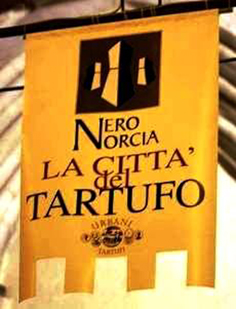 NERO
NORCIA
LA CITTA'
del
TARTUFO
URBANI
TARTUFI